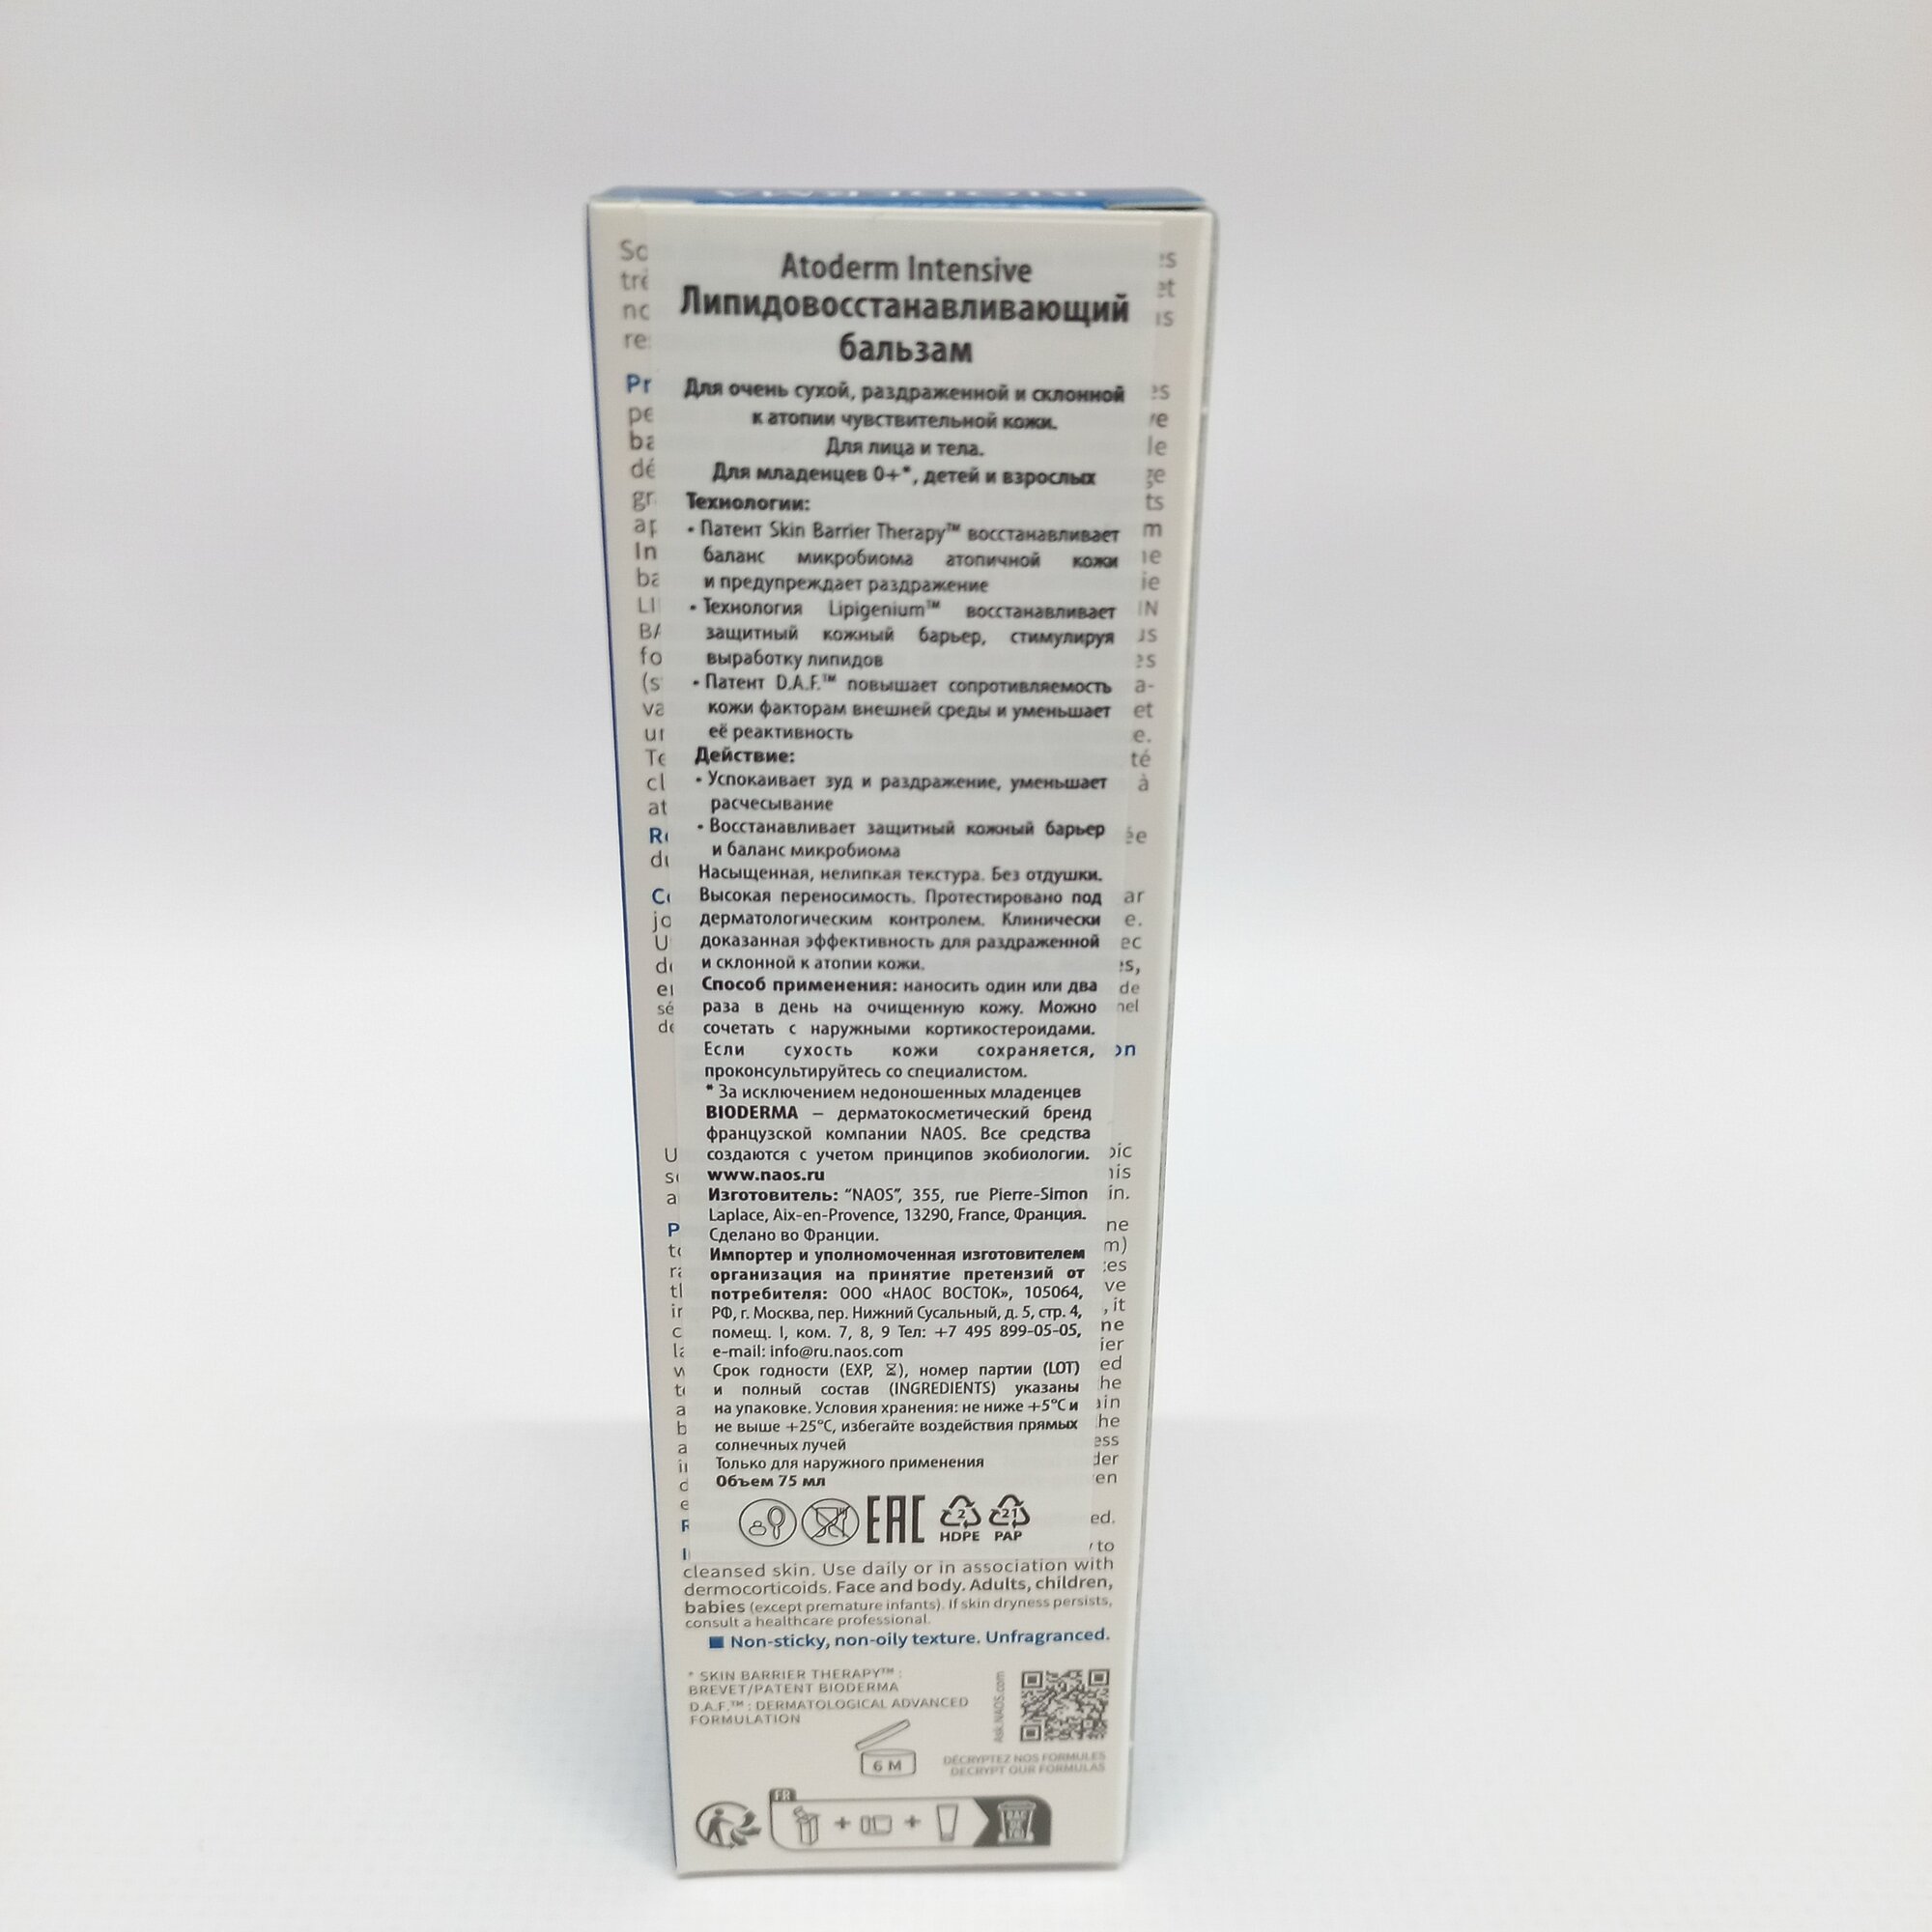 Atoderm Intensive
Липидовосстанавливающий
бальзам
Для очень сухой, раздраженной и склонной
к атопии чувствительной кожи.
Для лица и тела.
Для младенцев 0+*, детей и взрослых
Технологии:
• Патент Skin Barrier Therapy™ восстанавливает
баланс микробиома атопичной кожи
и предупреждает раздражение
• Технология Lipigenium™ восстанавливает
защитный кожный барьер, стимулируя
выработку липидов
• Патент D.A.F.™ повышает сопротивляемость
кожи факторам внешней среды и уменьшает
её реактивность
Действие:
• Успокаивает зуд и раздражение, уменьшает
расчесывание
• Восстанавливает защитный кожный барьер
и баланс микробиома
Насыщенная, нелипкая текстура. Без отдушки.
Высокая переносимость. Протестировано под
дерматологическим контролем. Клинически
доказанная эффективность для раздраженной
и склонной к атопии кожи.
Способ применения: наносить один или два
раза в день на очищенную кожу. Можно
сочетать с наружными кортикостероидами.
Если сухость кожи сохраняется,
проконсультируйтесь со специалистом.
* За исключением недоношенных младенцев
BIODERMA – дерматокосметический бренд
французской компании NAOS. Все средства
создаются с учетом принципов экобиологии.
www.naos.ru
Изготовитель: “NAOS”, 355, rue Pierre-Simon
Laplace, Aix-en-Provence, 13290, France, Франция.
Сделано во Франции.
Импортер и уполномоченная изготовителем
организация на принятие претензий от
потребителя: ООО «НАОС ВОСТОК», 105064,
РФ, г. Москва, пер. Нижний Сусальный, д. 5, стр. 4,
помещ. I, ком. 7, 8, 9 Тел: +7 495 899-05-05,
e-mail: info@ru.naos.com
Срок годности (EXP, ⌛), номер партии (LOT)
и полный состав (INGREDIENTS) указаны
на упаковке. Условия хранения: не ниже +5°С и
не выше +25°С, избегайте воздействия прямых
солнечных лучей
Только для наружного применения
Объем 75 мл
EAC
2 21
HDPE PAP
cleansed skin. Use daily or in association with
dermocorticoids. Face and body. Adults, children,
babies (except premature infants). If skin dryness persists,
consult a healthcare professional.
Non-sticky, non-oily texture. Unfragranced.
* SKIN BARRIER THERAPY™ :
BREVET/PATENT BIODERMA
D.A.F.™ : DERMATOLOGICAL ADVANCED
FORMULATION
Ask.NAOS.com
6 M
DÉCRYPTEZ NOS FORMULES
DECRYPT OUR FORMULAS
FR
+ +
BAC DE TRI